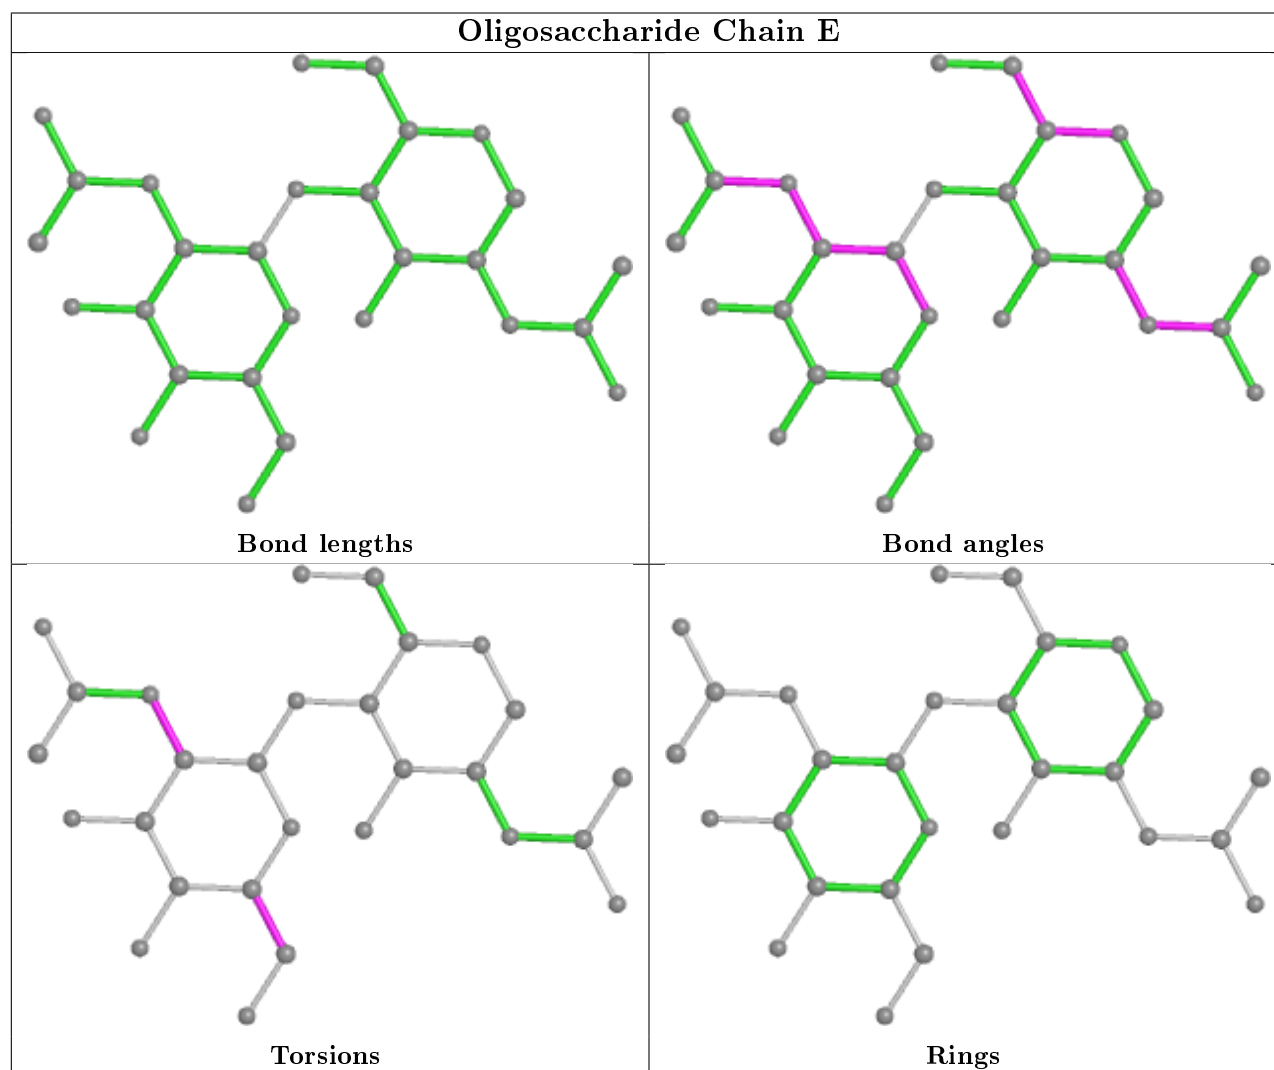 Oligosaccharide Chain E
Bond lengths
Bond angles
Torsions
Rings